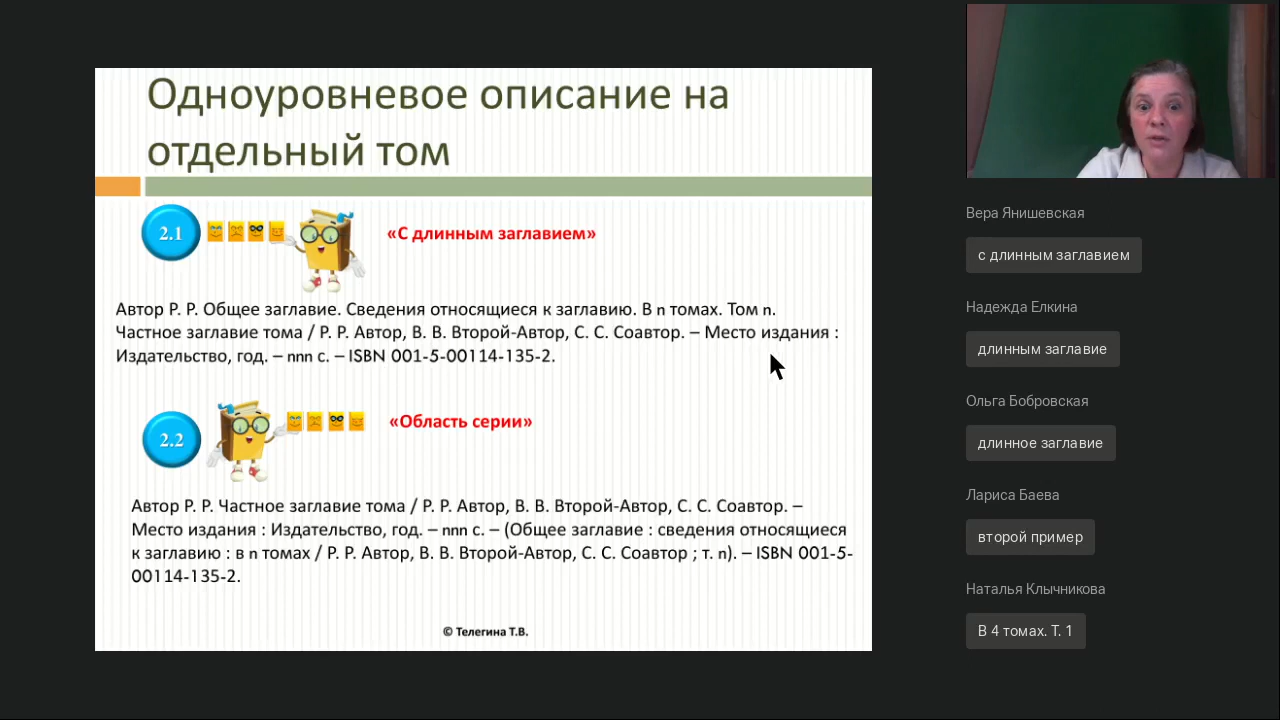 Одноуровневое описание на
отдельный том
2.1
«С длинным заглавием»
Автор Р. Р. Общее заглавие. Сведения относящиеся к заглавию. В n томах. Том n.
Частное заглавие тома / Р. Р. Автор, В. В. Второй-Автор, С. С. Соавтор. – Место издания :
Издательство, год. – nnn с. – ISBN 001-5-00114-135-2.
2.2
«Область серии»
Автор Р. Р. Частное заглавие тома / Р. Р. Автор, В. В. Второй-Автор, С. С. Соавтор. –
Место издания : Издательство, год. – nnn с. – (Общее заглавие : сведения относящиеся
к заглавию : в n томах / Р. Р. Автор, В. В. Второй-Автор, С. С. Соавтор ; т. n). – ISBN 001-5-
00114-135-2.
© Телегина Т.В.
Вера Янишевская
с длинным заглавием
Надежда Елкина
длинным заглавие
Ольга Бобровская
длинное заглавие
Лариса Баева
второй пример
Наталья Клычникова
В 4 томах. Т. 1